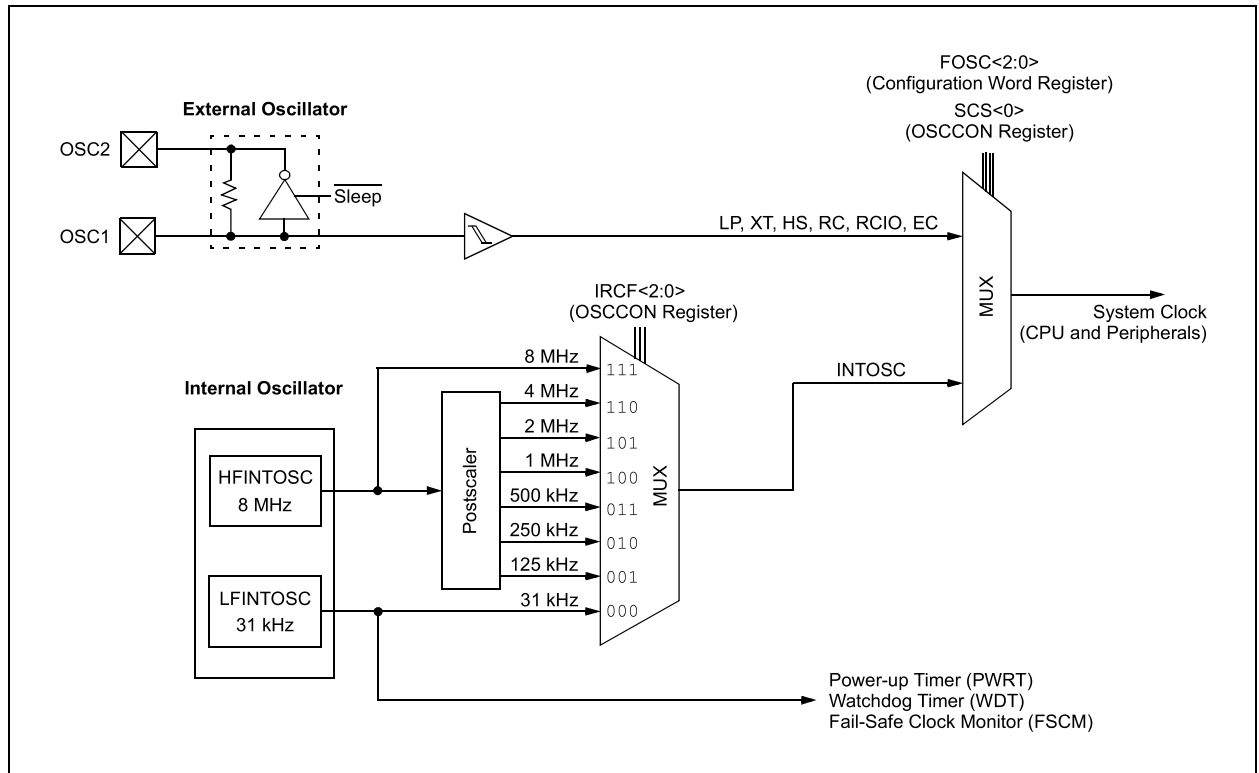 FOSC<2:0>
(Configuration Word Register)
SCS<0>
(OSCCON Register)
External Oscillator
OSC2
Sleep
OSC1
LP, XT, HS, RC, RCIO, EC
MUX
System Clock
(CPU and Peripherals)
IRCF<2:0>
(OSCCON Register)
INTOSC
Internal Oscillator
HFINTOSC
8 MHz
LFINTOSC
31 kHz
Postscaler
8 MHz 111
4 MHz 110
2 MHz 101
1 MHz 100
500 kHz 011
250 kHz 010
125 kHz 001
31 kHz 000
MUX
Power-up Timer (PWRT)
Watchdog Timer (WDT)
Fail-Safe Clock Monitor (FSCM)